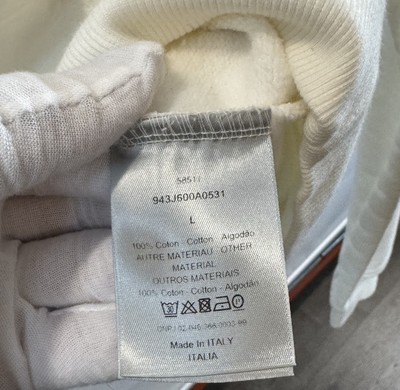 58511
943J600A0531
L
100% Coton - Cotton - Algodão
AUTRE MATERIAU - OTHER
MATERIAL
OUTROS MATERIAIS
100% Coton - Cotton - Algodão
Made In ITALY
ITALIA